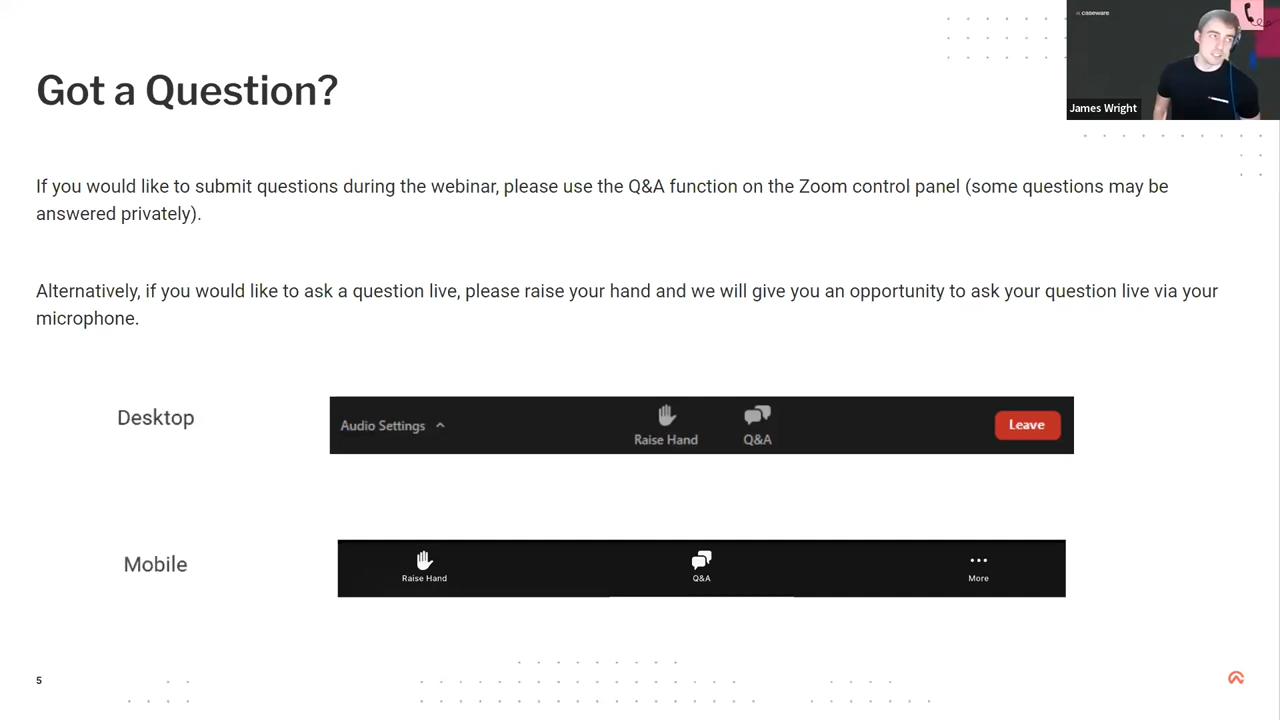 caseware
Got a Question?
James Wright
If you would like to submit questions during the webinar, please use the Q&A function on the Zoom control panel (some questions may be
answered privately).
Alternatively, if you would like to ask a question live, please raise your hand and we will give you an opportunity to ask your question live via your
microphone.
Desktop
Audio Settings
Raise Hand
Q&A
Leave
Mobile
Raise Hand
Q&A
More
5